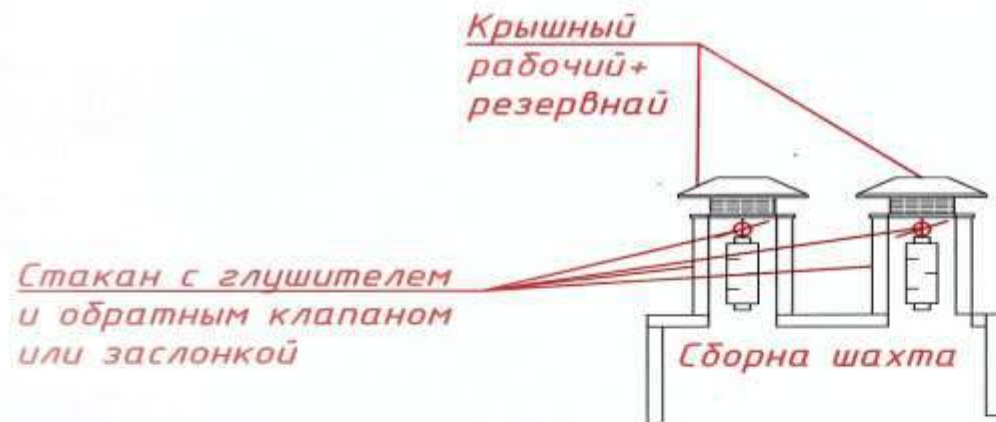 Крышный
рабочий+
резервнай
Стакан с глушителем
и обратным клапаном
или заслонкой
Сборна шахта